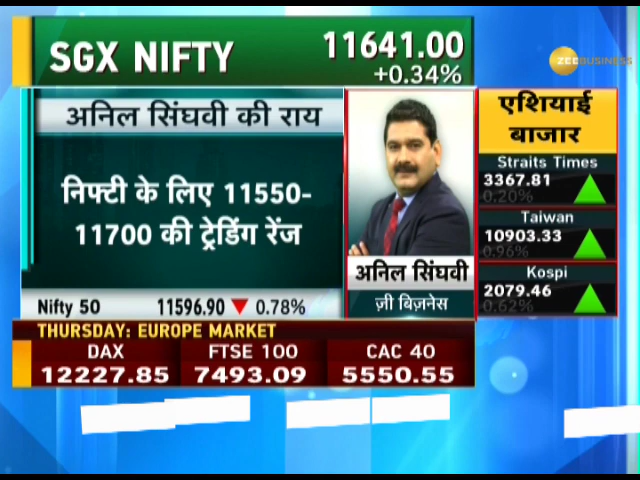 SGX NIFTY
11641.00
+0.34%
ZEEBUSINESS
अनिल सिंघवी की राय
निफ्टी के लिए 11550-
11700 की ट्रेडिंग रेंज
अनिल सिंघवी
ज़ी बिज़नेस
एशियाई
बाजार
Straits Times
3367.81
0.20%
Taiwan
10903.33
0.96%
Kospi
2079.46
0.62%
Nifty 50 11596.90 ▼ 0.78%
THURSDAY: EUROPE MARKET
DAX FTSE 100 CAC 40
12227.85 7493.09 5550.55